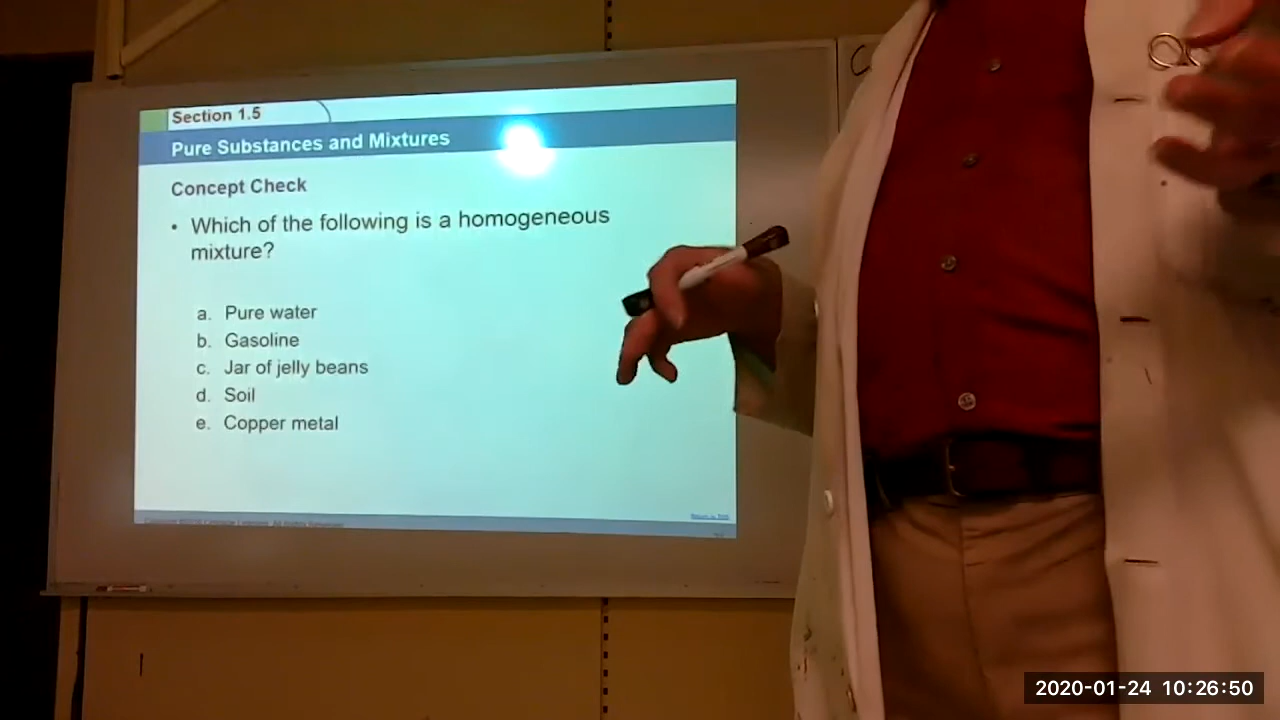 Section 1.5
Pure Substances and Mixtures
Concept Check
• Which of the following is a homogeneous
mixture?
a. Pure water
b. Gasoline
c. Jar of jelly beans
d. Soil
e. Copper metal
2020-01-24 10:26:50